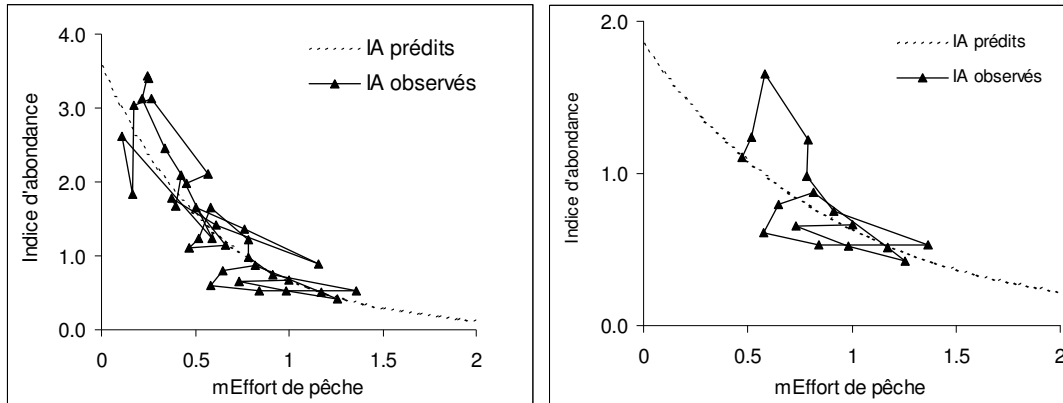 4.0
3.0
2.0
1.0
0.0
Indice d'abondance
IA prédits
IA observés
0
0.5
1
1.5
2
mEffort de pêche
2.0
1.0
0.0
Indice d'abondance
IA prédits
IA observés
0
0.5
1
1.5
2
mEffort de pêche